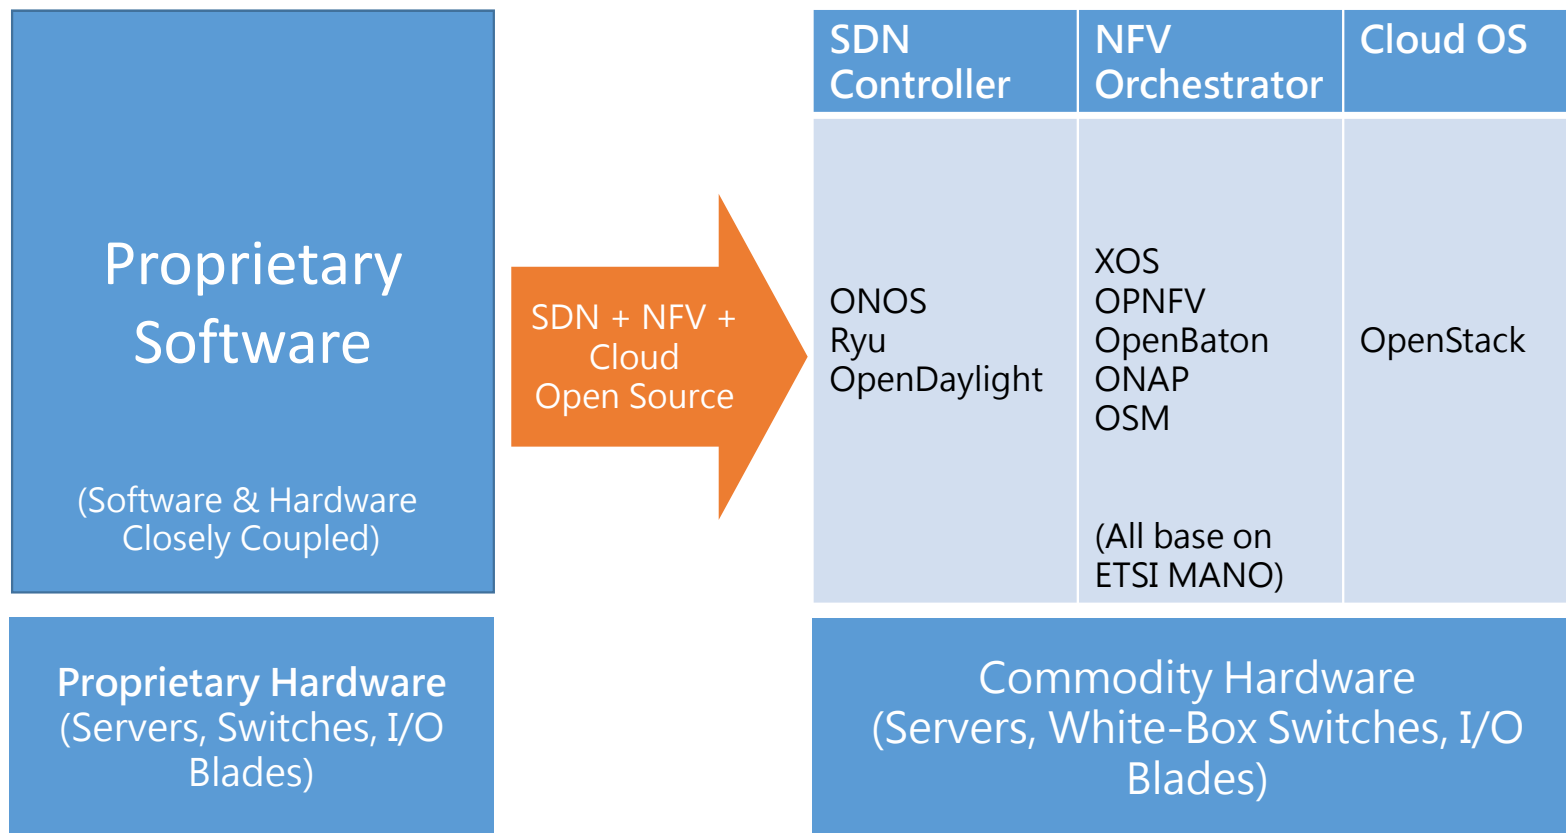 Proprietary
Software
(Software & Hardware
Closely Coupled)
Proprietary Hardware
(Servers, Switches, I/O
Blades)
SDN + NFV +
Cloud
Open Source
SDN
Controller
NFV
Orchestrator
Cloud OS
ONOS
Ryu
OpenDaylight
XOS
OPNFV
OpenBaton
ONAP
OSM
(All base on
ETSI MANO)
OpenStack
Commodity Hardware
(Servers, White-Box Switches, I/O
Blades)